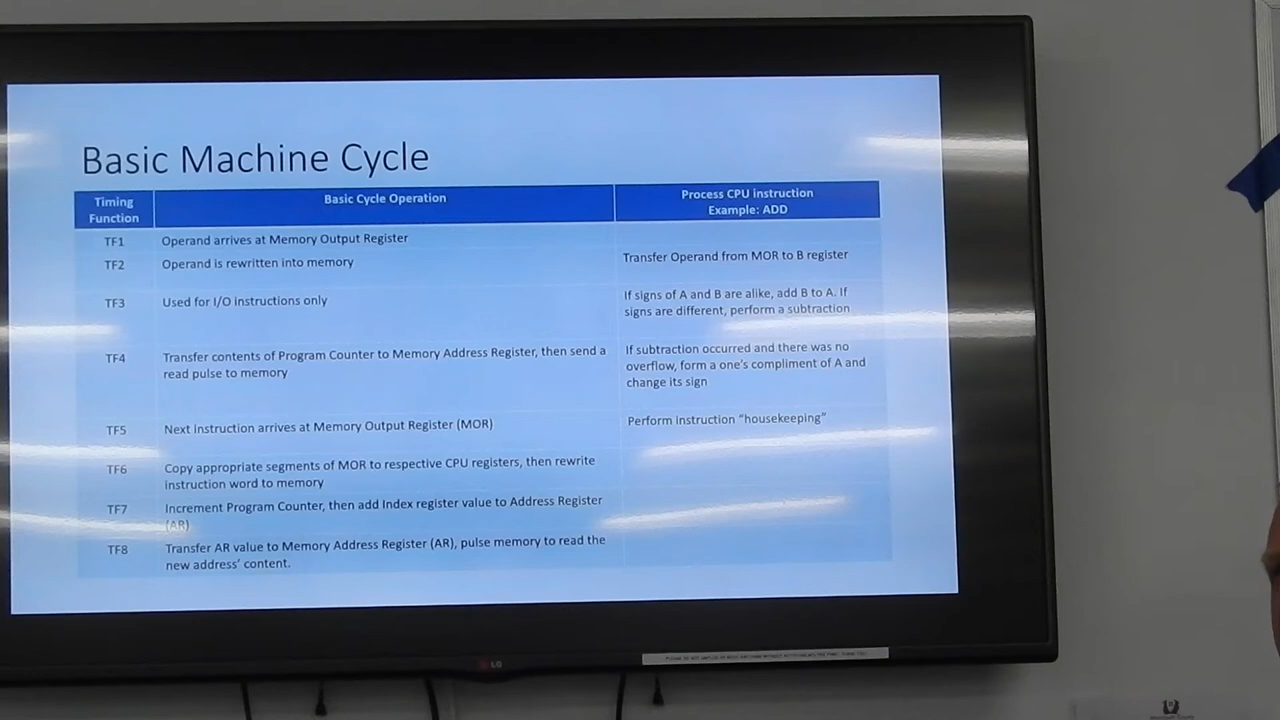 Basic Machine Cycle
Timing
Function
Basic Cycle Operation
Process CPU instruction
Example: ADD
TF1
Operand arrives at Memory Output Register
TF2
Operand is rewritten into memory
Transfer Operand from MOR to B register
TF3
Used for I/O instructions only
If signs of A and B are alike, add B to A. If
signs are different, perform a subtraction
TF4
Transfer contents of Program Counter to Memory Address Register, then send a
read pulse to memory
If subtraction occurred and there was no
overflow, form a one's compliment of A and
change its sign
TF5
Next instruction arrives at Memory Output Register (MOR)
Perform instruction "housekeeping"
TF6
Copy appropriate segments of MOR to respective CPU registers, then rewrite
instruction word to memory
TF7
Increment Program Counter, then add Index register value to Address Register
(AR)
TF8
Transfer AR value to Memory Address Register (AR), pulse memory to read the
new address' content.
LG